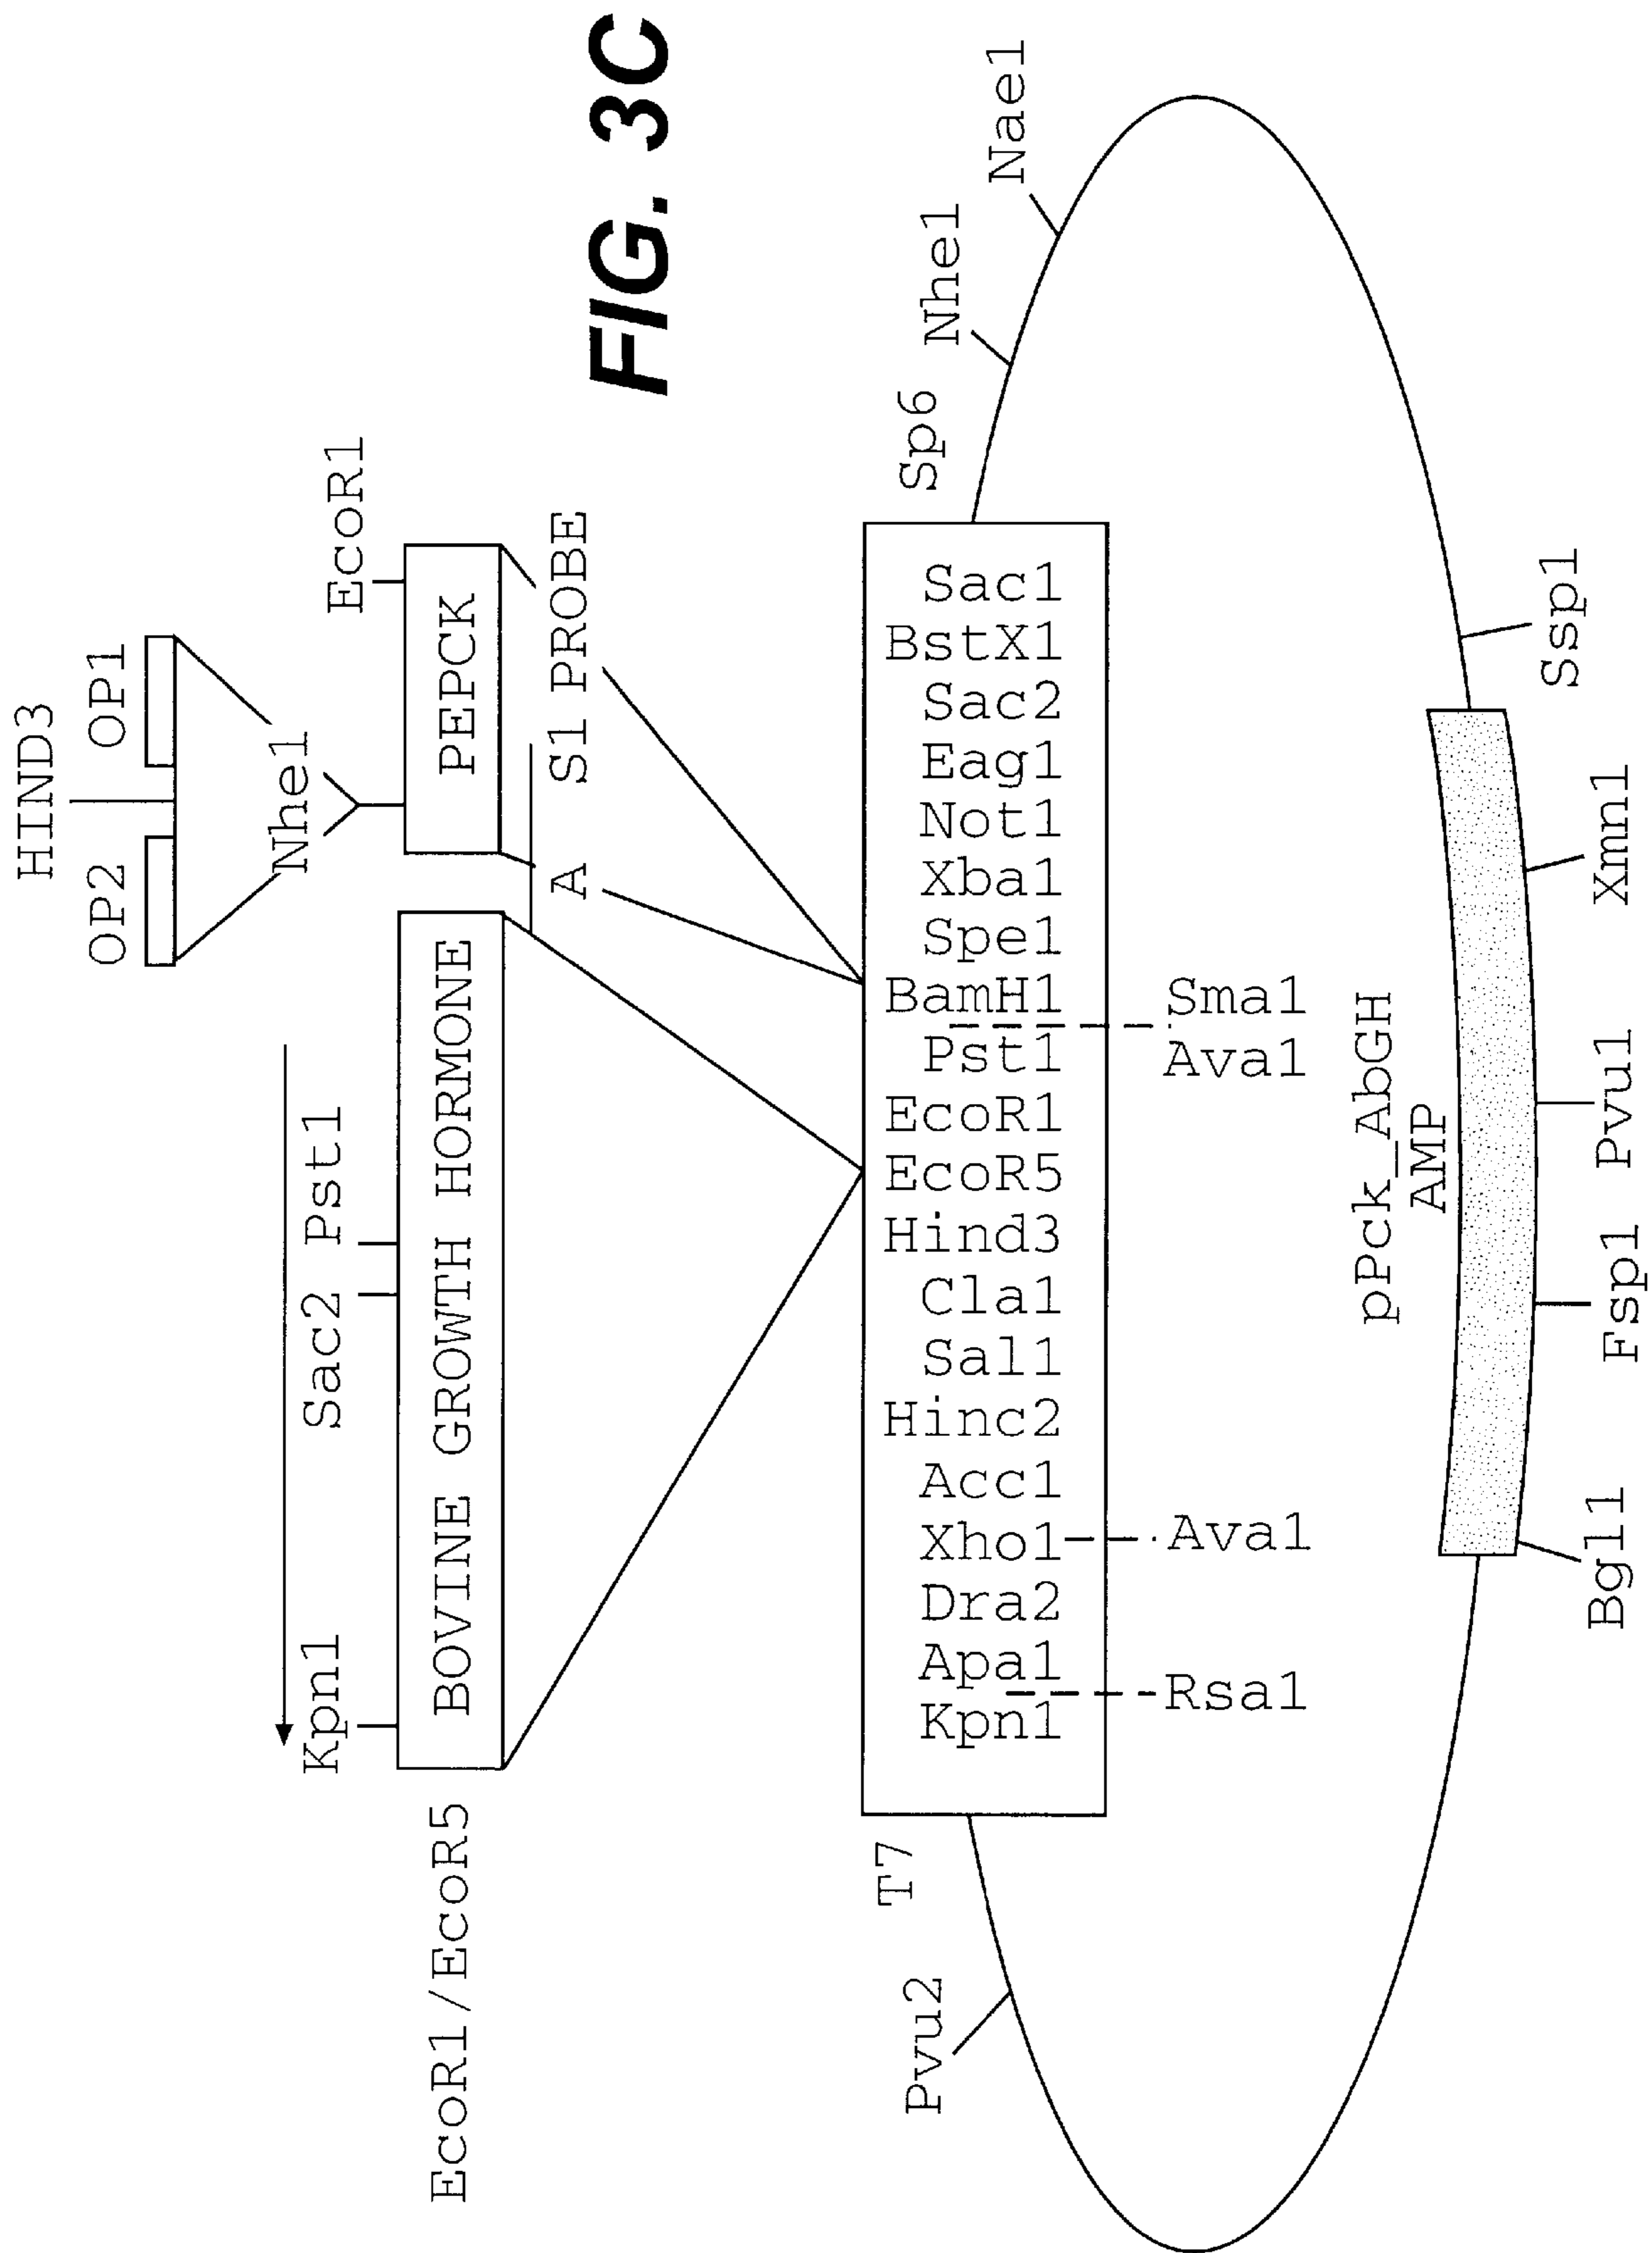 HIND3
OP2
OP1
Nhe1
EcoR1
Kpn1
Sac2
Pst1
EcoR1/EcoR5
BOVINE GROWTH HORMONE
PEPCK
A
S1 PROBE
FIG. 3C
Pvu2
T7
Sp6
Nhe1
Nae1
Kpn1
Apa1
Dra2
Xho1
Acc1
Hinc2
Sal1
Cla1
Hind3
EcoR5
EcoR1
Pst1
BamH1
Spe1
Xba1
Not1
Eag1
Sac2
BstX1
Sac1
Rsa1
Ava1
Ava1
Sma1
pPck_AbGH
AMP
Bgl1
Fsp1
Pvu1
Xmn1
Ssp1